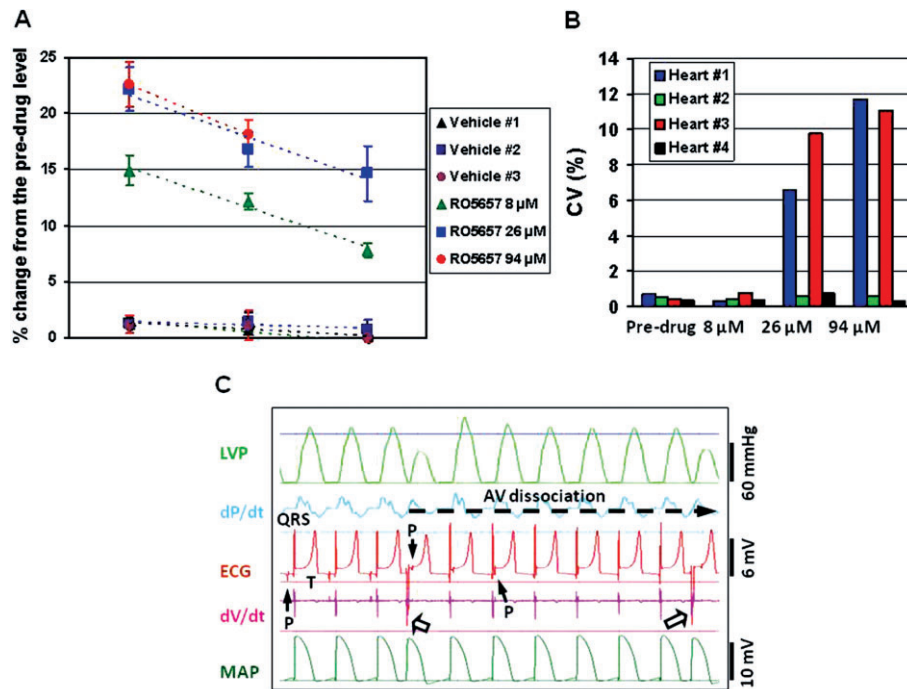 A
% change from the pre-drug level
25
20
15
10
5
0
Vehicle #1
Vehicle #2
Vehicle #3
RO5657 8 µM
RO5657 26 µM
RO5657 94 µM
B
CV (%)
14
12
10
8
6
4
2
0
Heart #1
Heart #2
Heart #3
Heart #4
Pre-drug 8 µM 26 µM 94 µM
C
LVP
60 mmHg
AV dissociation
dP/dt
QRS
P
ECG
6 mV
T
P
P
dV/dt
MAP
10 mV